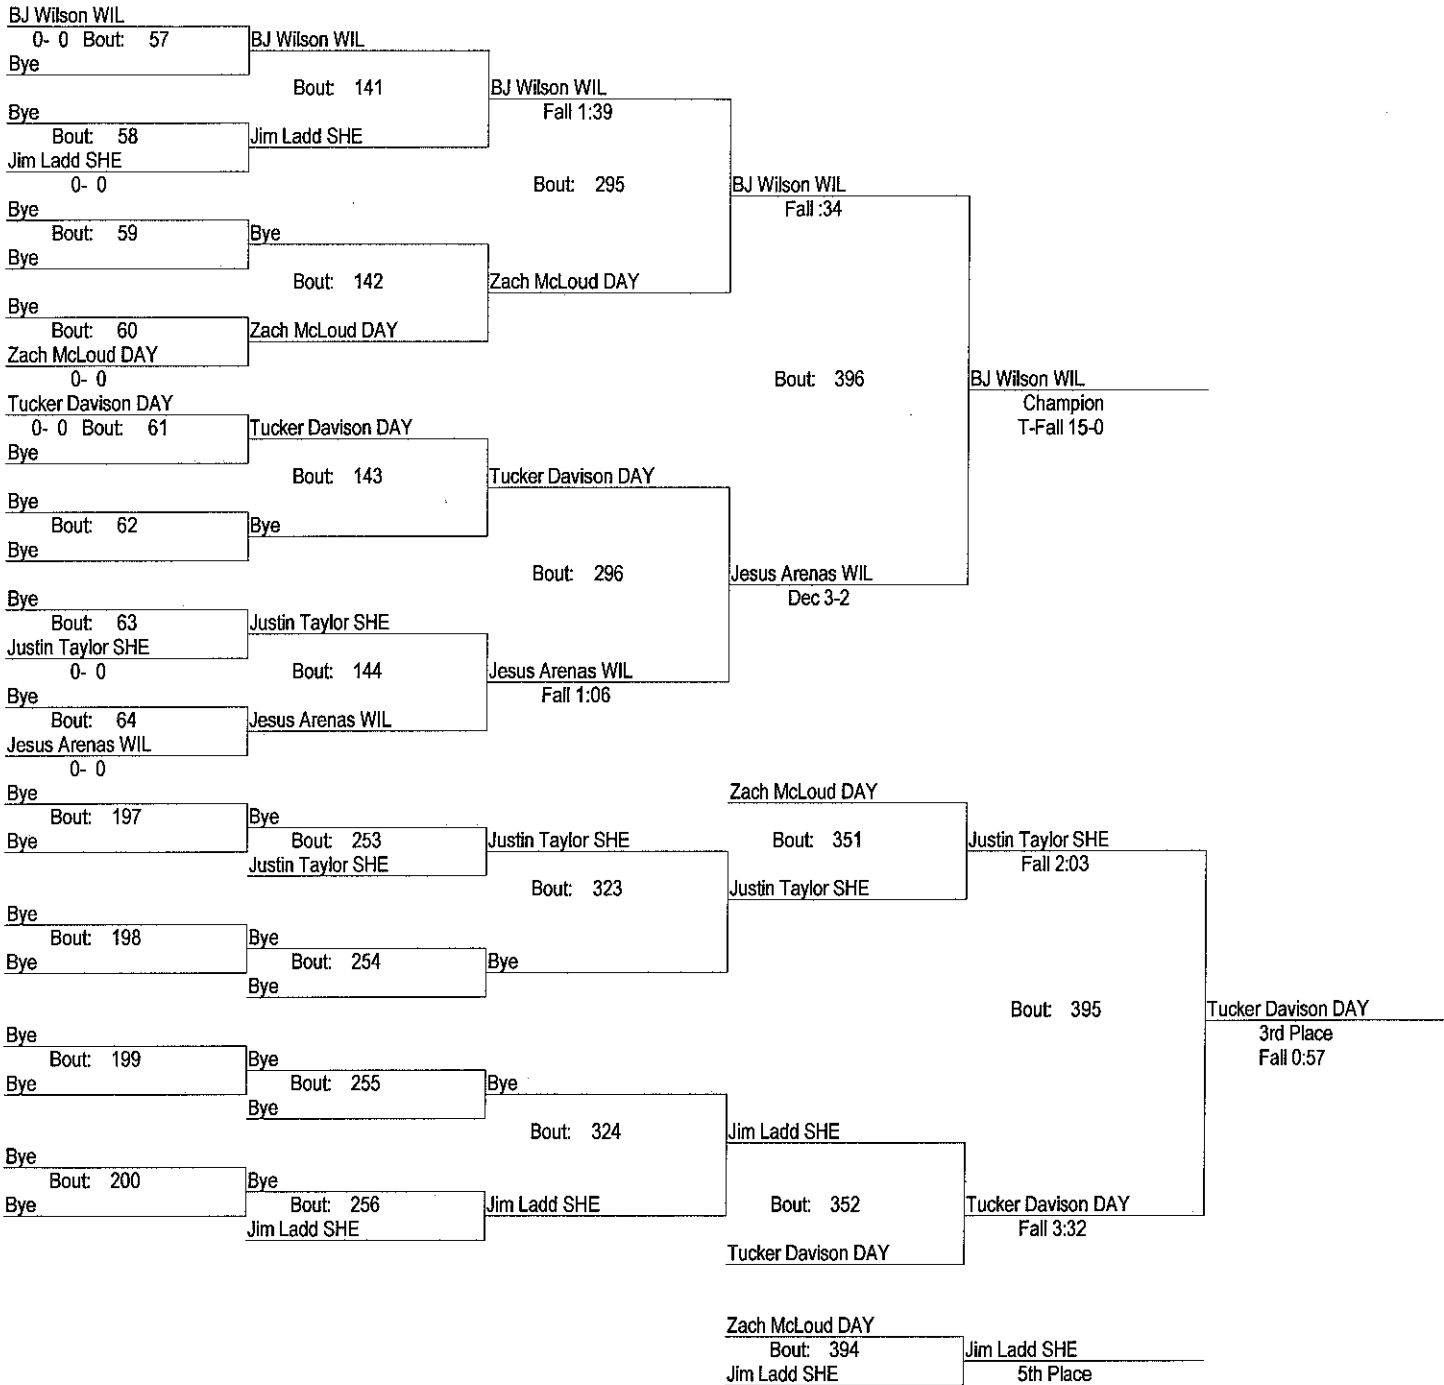 BJ Wilson WIL
0- 0 Bout: 57
Bye
BJ Wilson WIL
Bout: 141
Bye
Bout: 58
Jim Ladd SHE
0- 0
Jim Ladd SHE
BJ Wilson WIL
Fall 1:39
Bout: 295
Bye
Bout: 59
Bye
Bye
Bout: 142
Bye
Bout: 60
Zach McLoud DAY
0- 0
Zach McLoud DAY
Zach McLoud DAY
BJ Wilson WIL
Fall :34
Bout: 396
Tucker Davison DAY
0- 0 Bout: 61
Bye
Tucker Davison DAY
Bout: 143
Bye
Bout: 62
Bye
Bye
Tucker Davison DAY
Bout: 296
Bye
Bout: 63
Justin Taylor SHE
0- 0
Justin Taylor SHE
Bout: 144
Bye
Bout: 64
Jesus Arenas WIL
0- 0
Jesus Arenas WIL
Jesus Arenas WIL
Fall 1:06
Jesus Arenas WIL
Dec 3-2
BJ Wilson WIL
Champion
T-Fall 15-0
Bye
Bout: 197
Bye
Bye
Bout: 253
Justin Taylor SHE
Justin Taylor SHE
Bout: 323
Bye
Bout: 198
Bye
Bye
Bout: 254
Bye
Bye
Zach McLoud DAY
Bout: 351
Justin Taylor SHE
Justin Taylor SHE
Fall 2:03
Bout: 395
Bye
Bout: 199
Bye
Bye
Bout: 255
Bye
Bye
Bout: 324
Bye
Bout: 200
Bye
Bye
Bout: 256
Jim Ladd SHE
Jim Ladd SHE
Jim Ladd SHE
Bout: 352
Tucker Davison DAY
Tucker Davison DAY
Fall 3:32
Tucker Davison DAY
3rd Place
Fall 0:57
Zach McLoud DAY
Bout: 394
Jim Ladd SHE
Jim Ladd SHE
5th Place